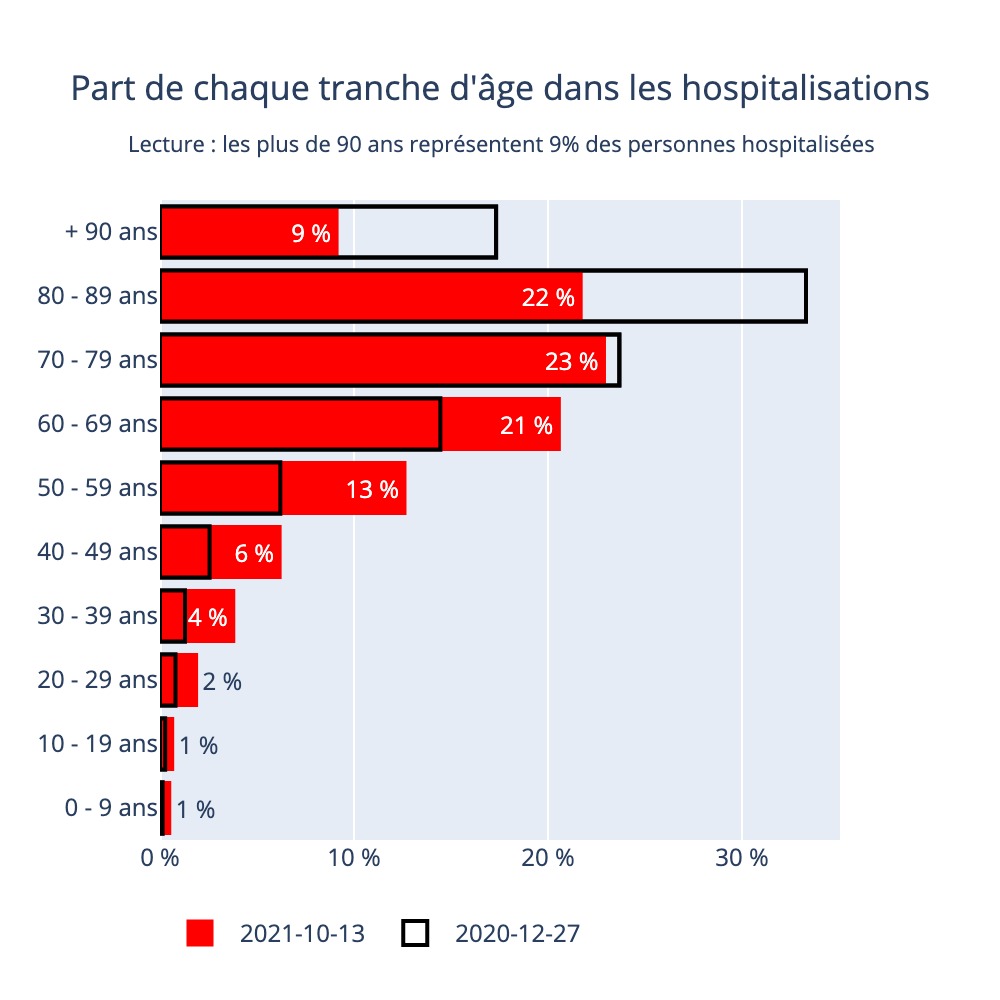 Part de chaque tranche d'âge dans les hospitalisations
Lecture : les plus de 90 ans représentent 9% des personnes hospitalisées
+ 90 ans 9 %
80 - 89 ans 22 %
70 - 79 ans 23 %
60 - 69 ans 21 %
50 - 59 ans 13 %
40 - 49 ans 6 %
30 - 39 ans 4 %
20 - 29 ans 2 %
10 - 19 ans 1 %
0 - 9 ans 1 %
0 % 10 % 20 % 30 %
2021-10-13 2020-12-27